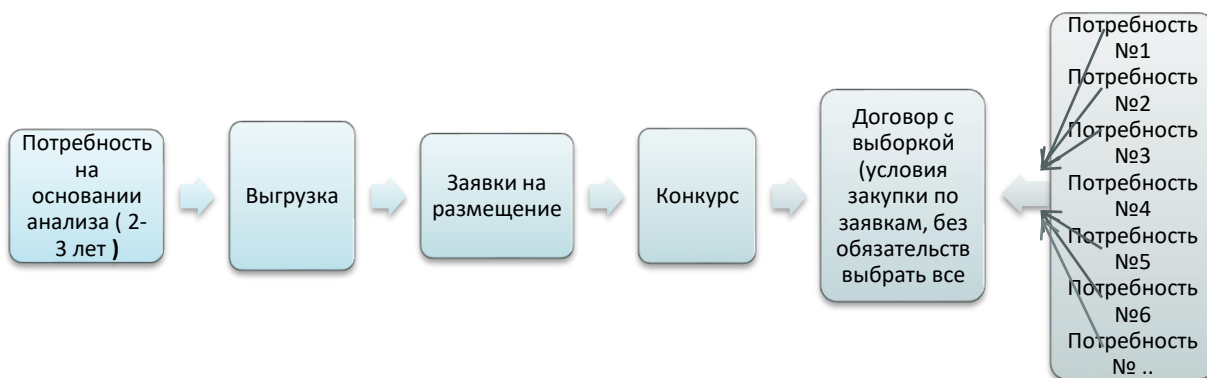 Потребность
на
основании
анализа ( 2-
3 лет )
Выгрузка
Заявки на
размещение
Конкурс
Договор с
выборкой
(условия
закупки по
заявкам, без
обязательств
выбрать все
Потребность
№1
Потребность
№2
Потребность
№3
Потребность
№4
Потребность
№5
Потребность
№6
Потребность
№ ..